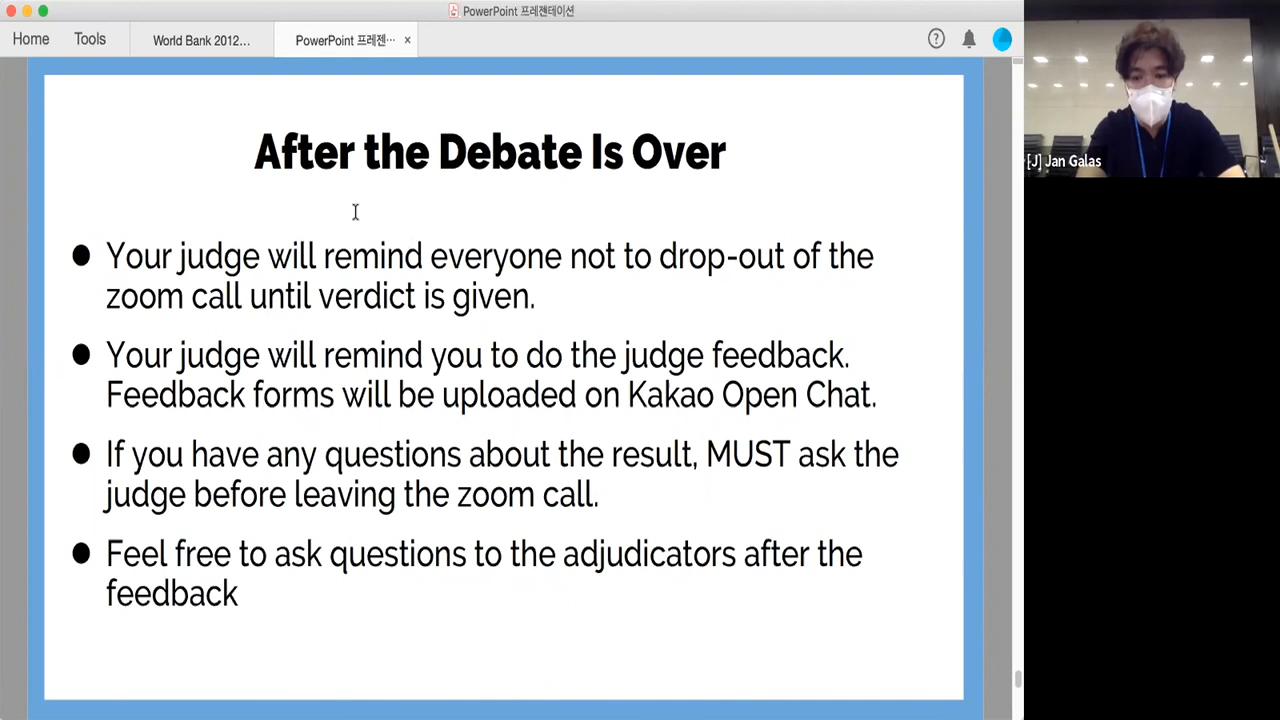 PowerPoint 프레젠테이션
Home
Tools
World Bank 2012...
PowerPoint 프레젠···
×
?
After the Debate Is Over
● Your judge will remind everyone not to drop-out of the
zoom call until verdict is given.
● Your judge will remind you to do the judge feedback.
Feedback forms will be uploaded on Kakao Open Chat.
● If you have any questions about the result, MUST ask the
judge before leaving the zoom call.
● Feel free to ask questions to the adjudicators after the
feedback
[J] Jan Galas